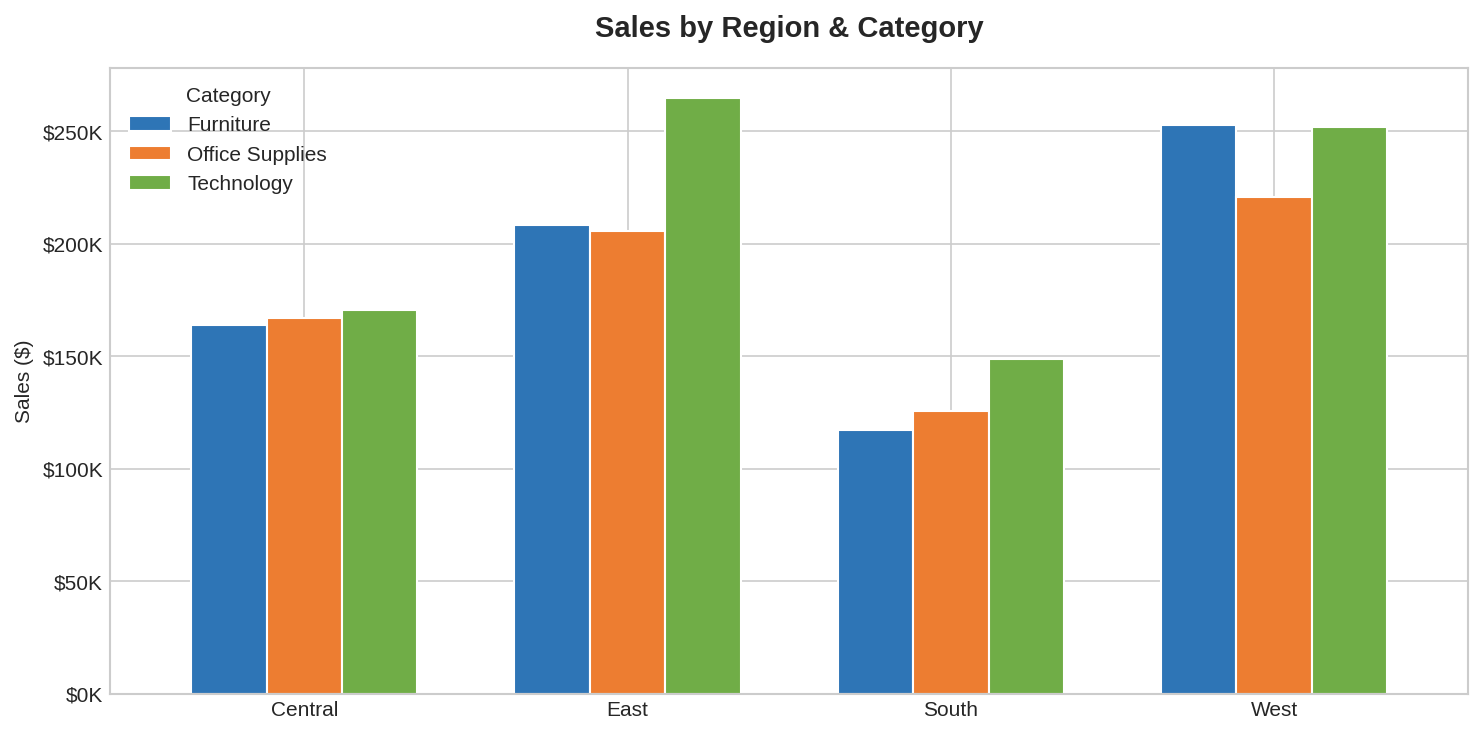 Sales by Region & Category
Category
Furniture
Office Supplies
Technology
Sales ($)
$250K
$200K
$150K
$100K
$50K
$0K
Central
East
South
West